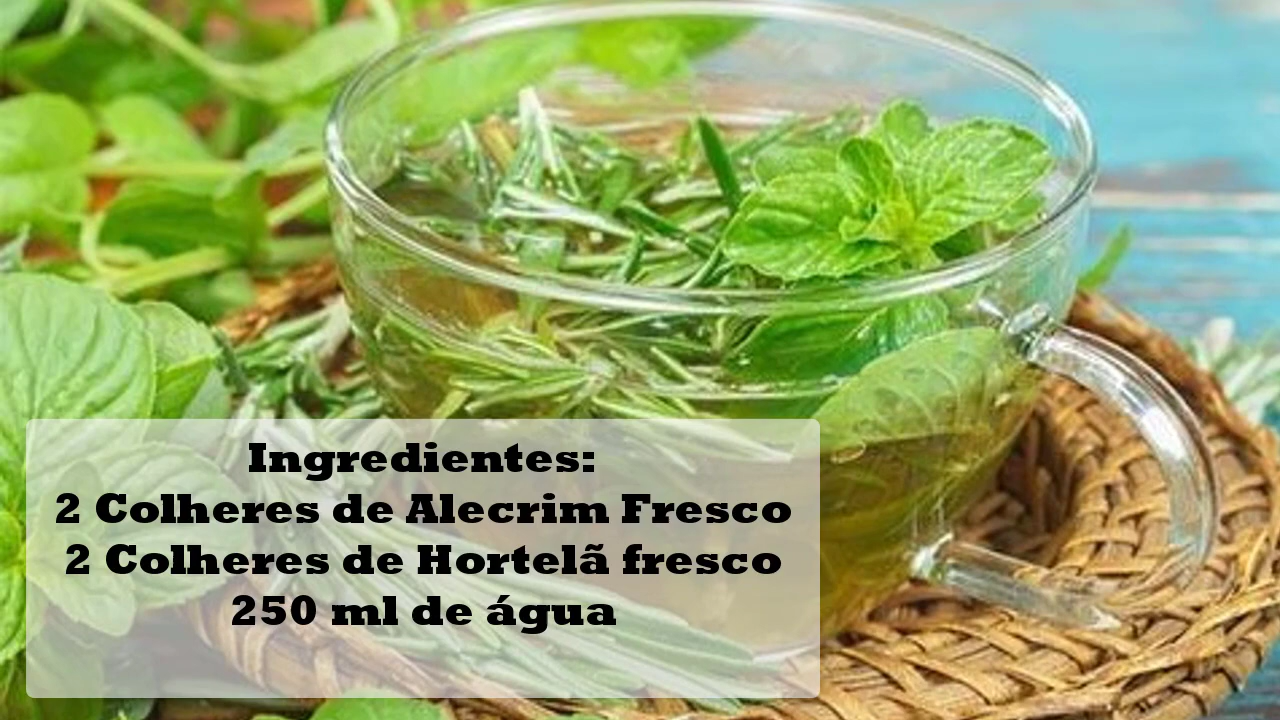 Ingredientes:
2 Colheres de Alecrim Fresco
2 Colheres de Hortelã fresco
250 ml de água